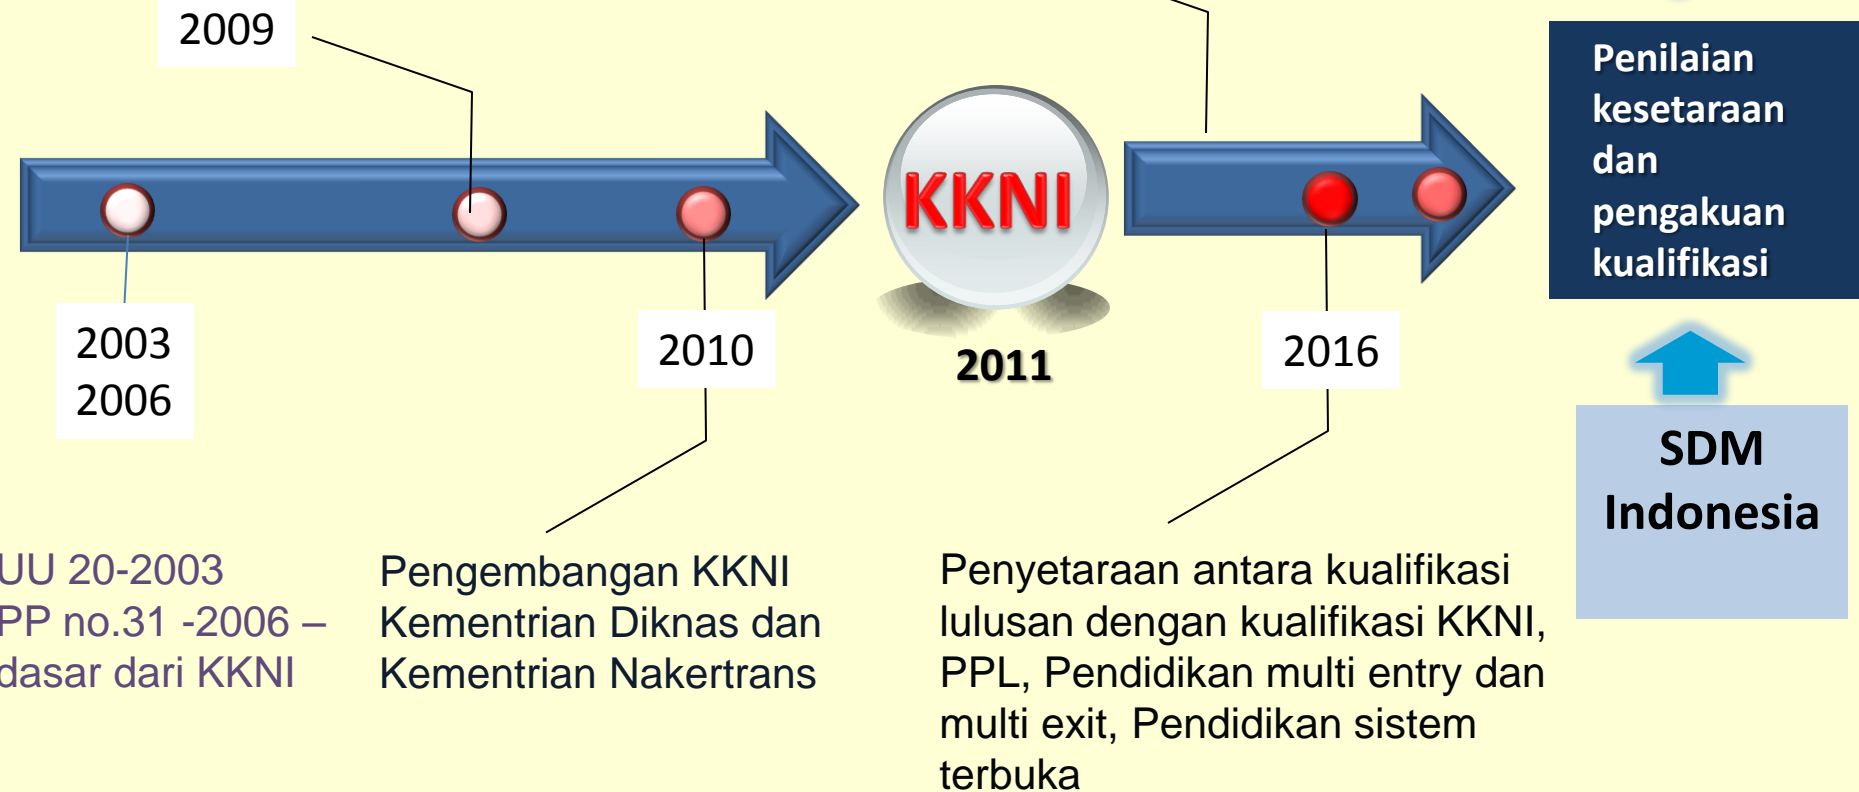 2009
KKNI
2003
2006
2010
2011
2016
UU 20-2003
PP no.31 -2006 –
dasar dari KKNI
Pengembangan KKNI
Kementrian Diknas dan
Kementrian Nakertrans
Penyetaraan antara kualifikasi
lulusan dengan kualifikasi KKNI,
PPL, Pendidikan multi entry dan
multi exit, Pendidikan sistem
terbuka
Penilaian
kesetaraan
dan
pengakuan
kualifikasi
SDM
Indonesia